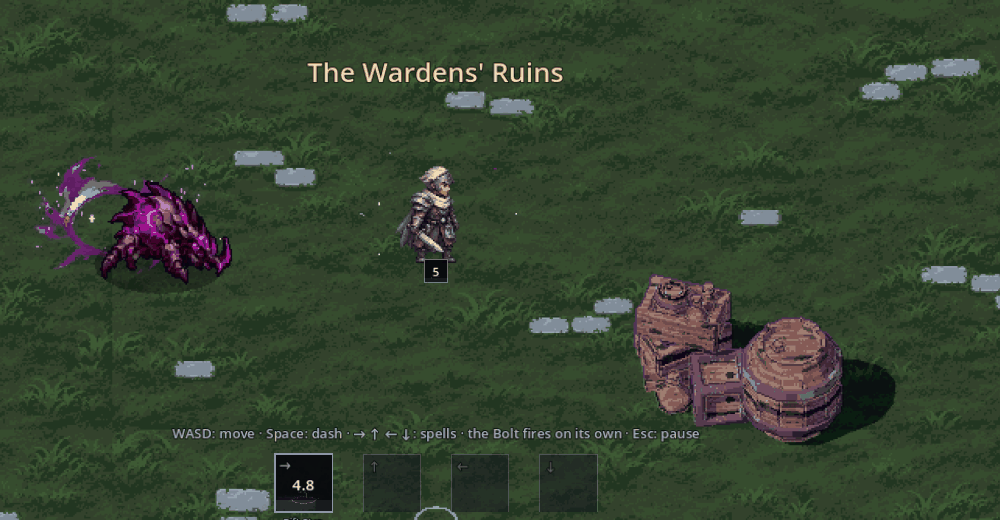 The Wardens' Ruins
5
WASD: move · Space: dash · → ↑ ← ↓: spells · the Bolt fires on its own · Esc: pause
→ ↑ ← ↓
4.8